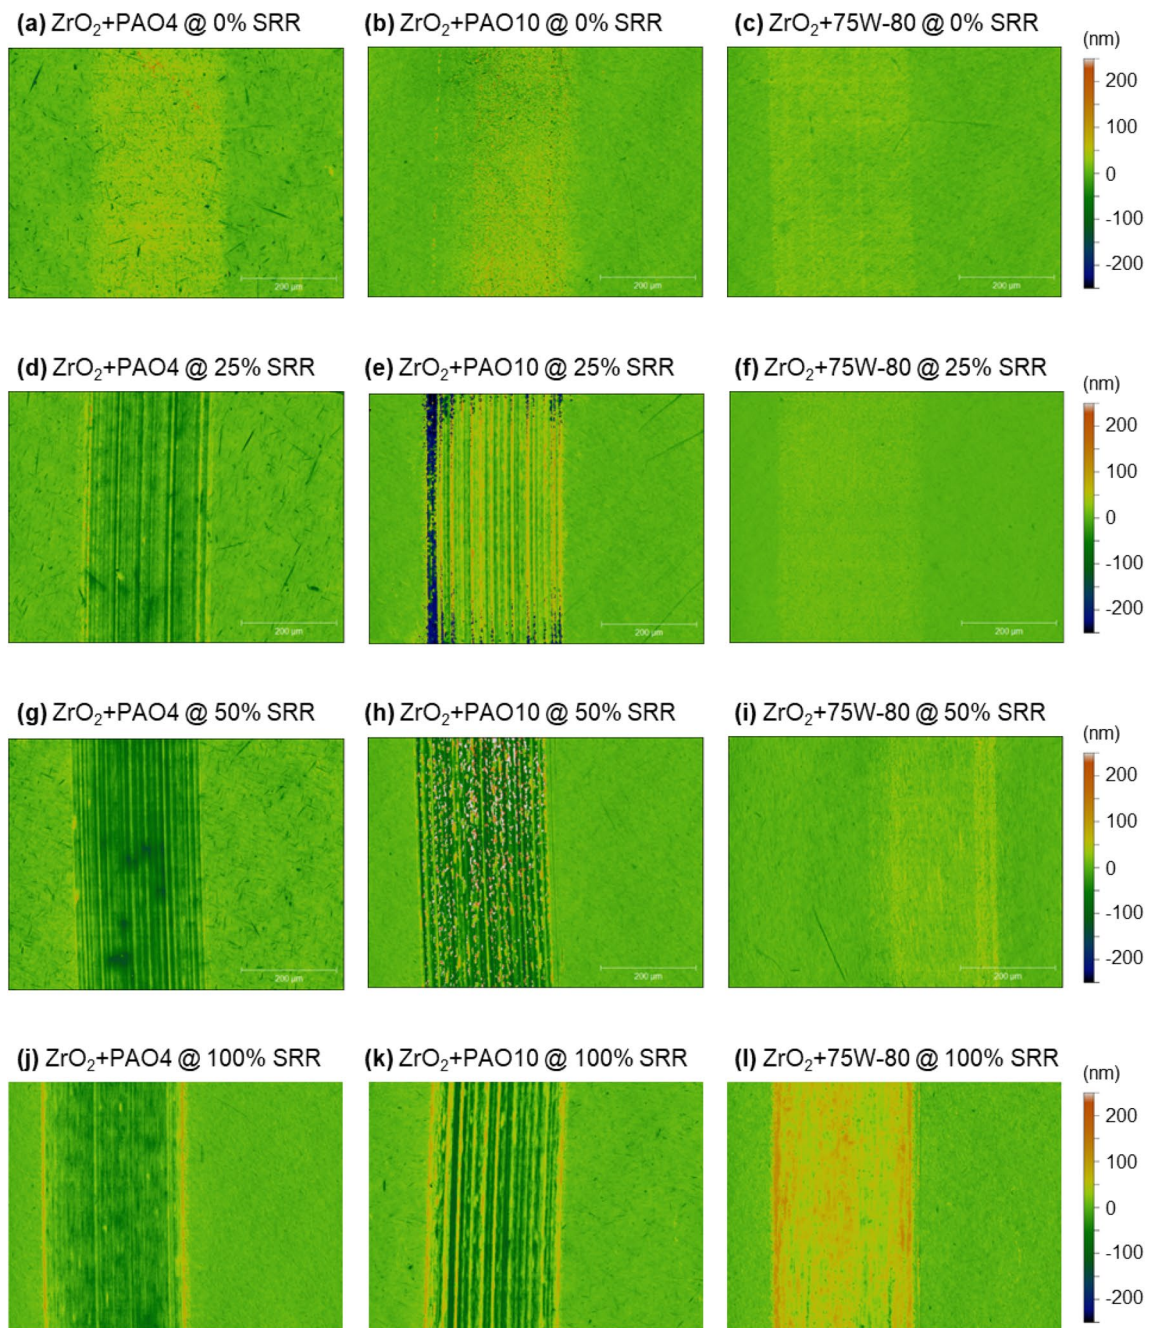 (a) ZrO₂+PAO4 @ 0% SRR
(b) ZrO₂+PAO10 @ 0% SRR
(c) ZrO₂+75W-80 @ 0% SRR
(nm)
200
100
0
-100
-200
200 µm
200 µm
200 µm
(d) ZrO₂+PAO4 @ 25% SRR
(e) ZrO₂+PAO10 @ 25% SRR
(f) ZrO₂+75W-80 @ 25% SRR
(nm)
200
100
0
-100
-200
200 µm
200 µm
200 µm
(g) ZrO₂+PAO4 @ 50% SRR
(h) ZrO₂+PAO10 @ 50% SRR
(i) ZrO₂+75W-80 @ 50% SRR
(nm)
200
100
0
-100
-200
200 µm
200 µm
200 µm
(j) ZrO₂+PAO4 @ 100% SRR
(k) ZrO₂+PAO10 @ 100% SRR
(l) ZrO₂+75W-80 @ 100% SRR
(nm)
200
100
0
-100
-200